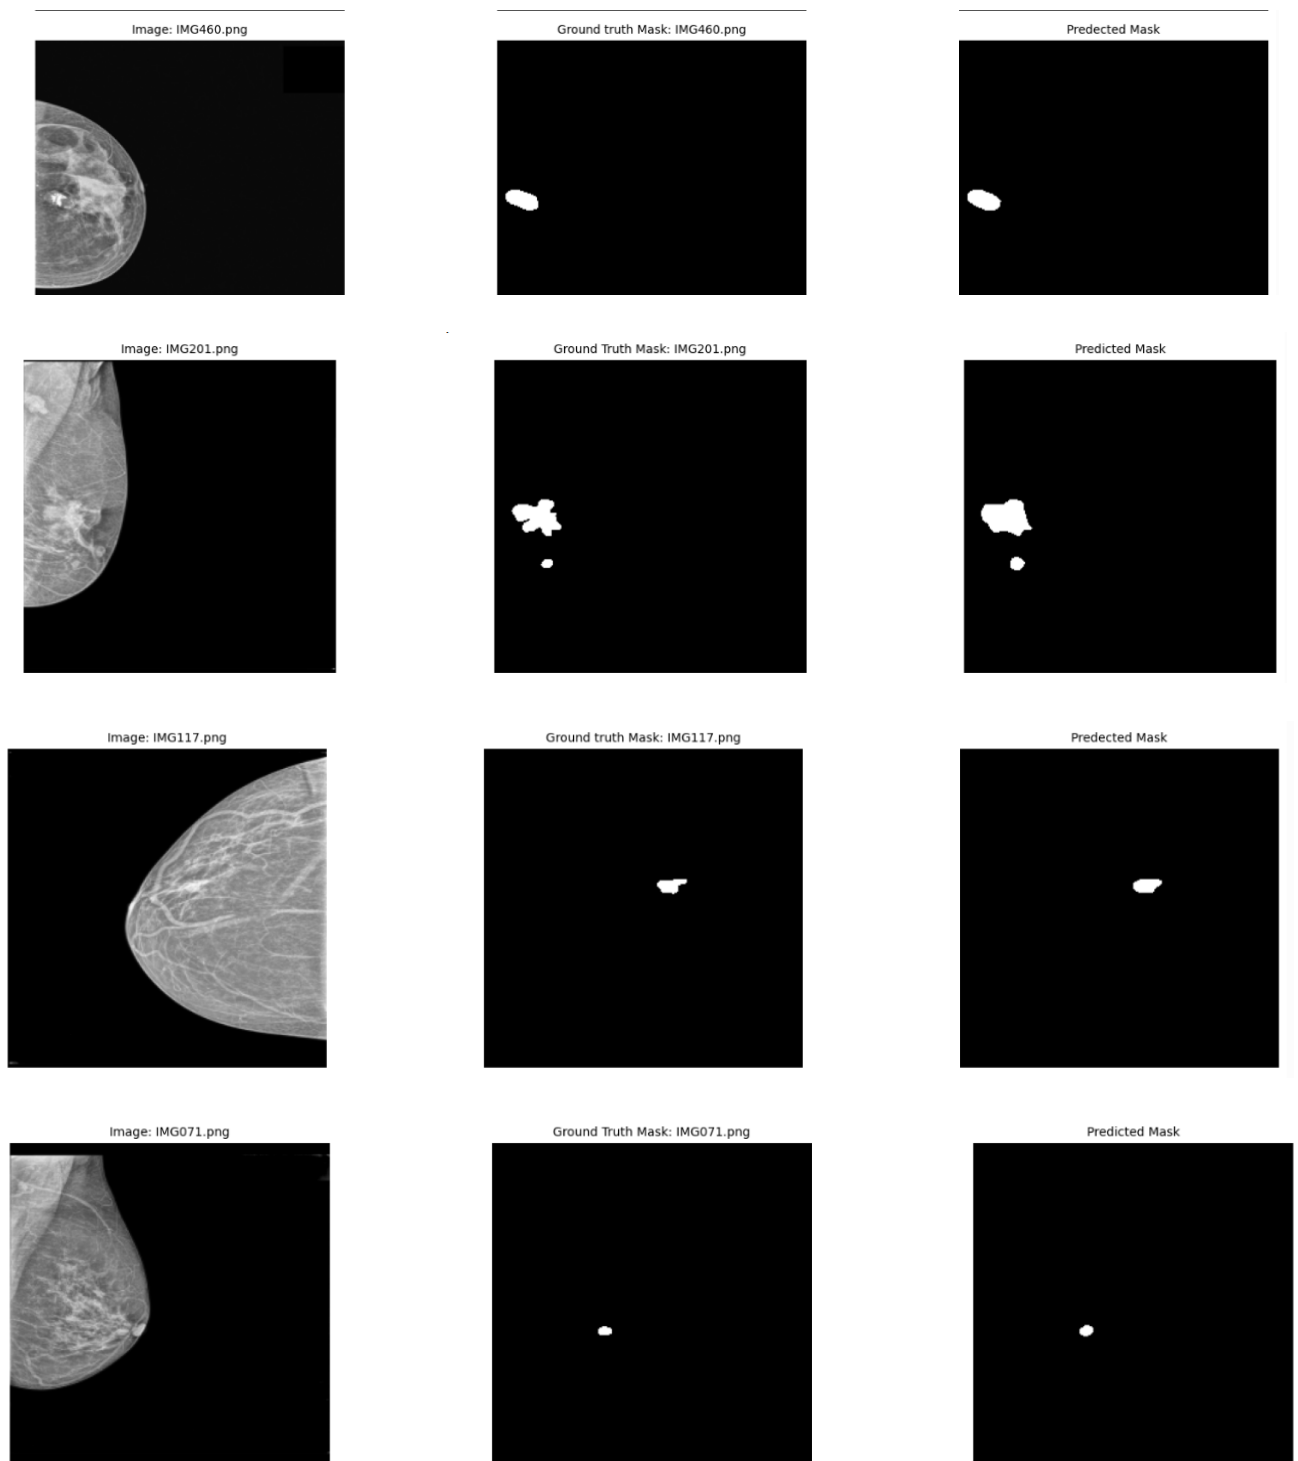 Image: IMG460.png
Ground truth Mask: IMG460.png
Predected Mask
Image: IMG201.png
Ground Truth Mask: IMG201.png
Predicted Mask
Image: IMG117.png
Ground truth Mask: IMG117.png
Predected Mask
Image: IMG071.png
Ground Truth Mask: IMG071.png
Predicted Mask